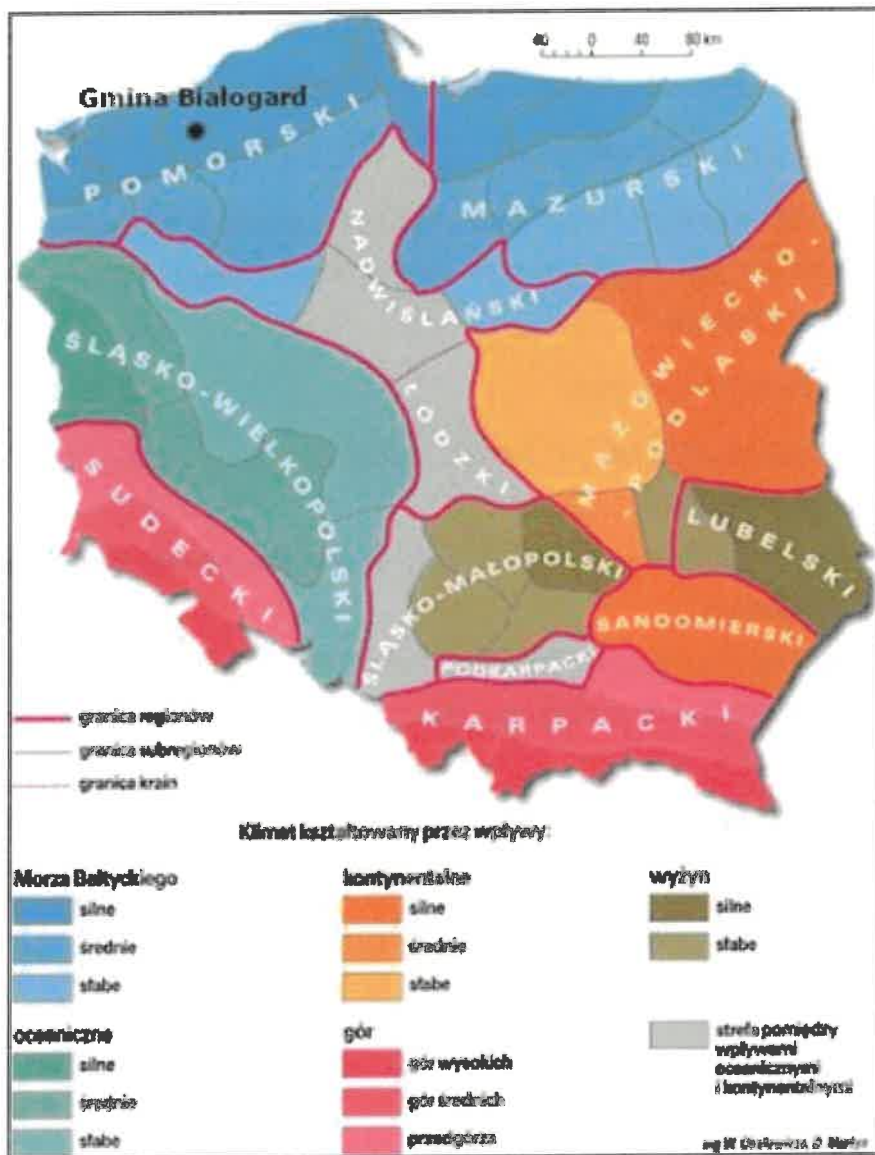 40 0 40 80 km
Gmina Białogard
POMORSKI
MAZURSKI
NADWIŚLAŃSKI
MAZOWIECKO-
-PODLASKI
ŚLĄSKO-WIELKOPOLSKI
ŁÓDZKI
SUDECKI
LUBELSKI
ŚLĄSKO-MAŁOPOLSKI
SANDOMIERSKI
PODKARPACKI
KARPACKI
granica regionów
granica subregionów
granica krain
Klimat kształtowany przez wpływy:
Morza Bałtyckiego
silne
średnie
słabe
kontynentalne
silne
średnie
słabe
wyżyn
silne
słabe
oceaniczne
silne
średnie
słabe
gór
gór wysokich
gór średnich
przedgórza
strefa pomiędzy
wpływami
oceanicznymi
i kontynentalnymi
wg W.